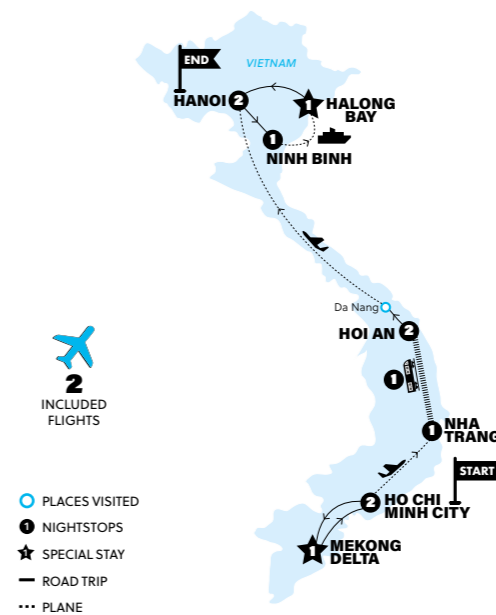 END
VIETNAM
HANOI 2
1 HALONG
BAY
1
NINH BINH
Da Nang
HOI AN 2
1
1 NHA
TRANG
2
INCLUDED
FLIGHTS
START
2 HO CHI
MINH CITY
1 MEKONG
DELTA
PLACES VISITED
1 NIGHTSTOPS
1 SPECIAL STAY
ROAD TRIP
PLANE